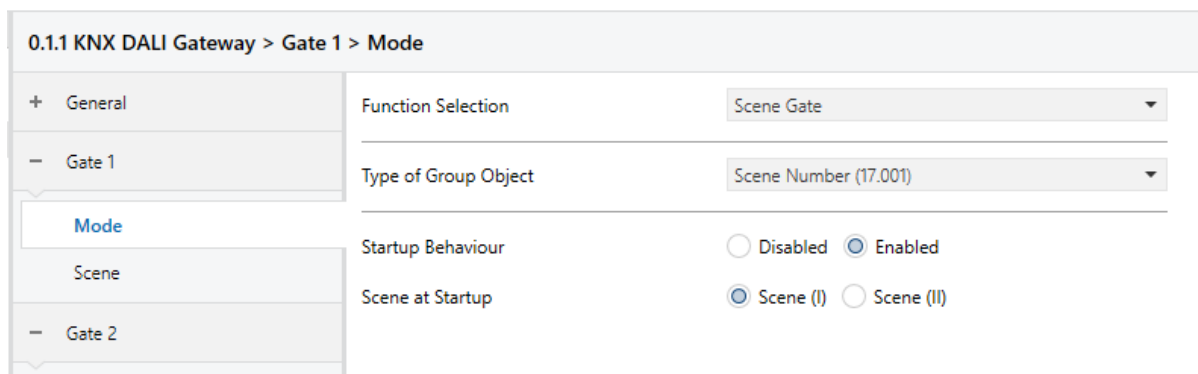 0.1.1 KNX DALI Gateway > Gate 1 > Mode
+ General
Function Selection Scene Gate
− Gate 1
Type of Group Object Scene Number (17.001)
Mode
Startup Behaviour Disabled Enabled
Scene
Scene at Startup Scene (I) Scene (II)
− Gate 2